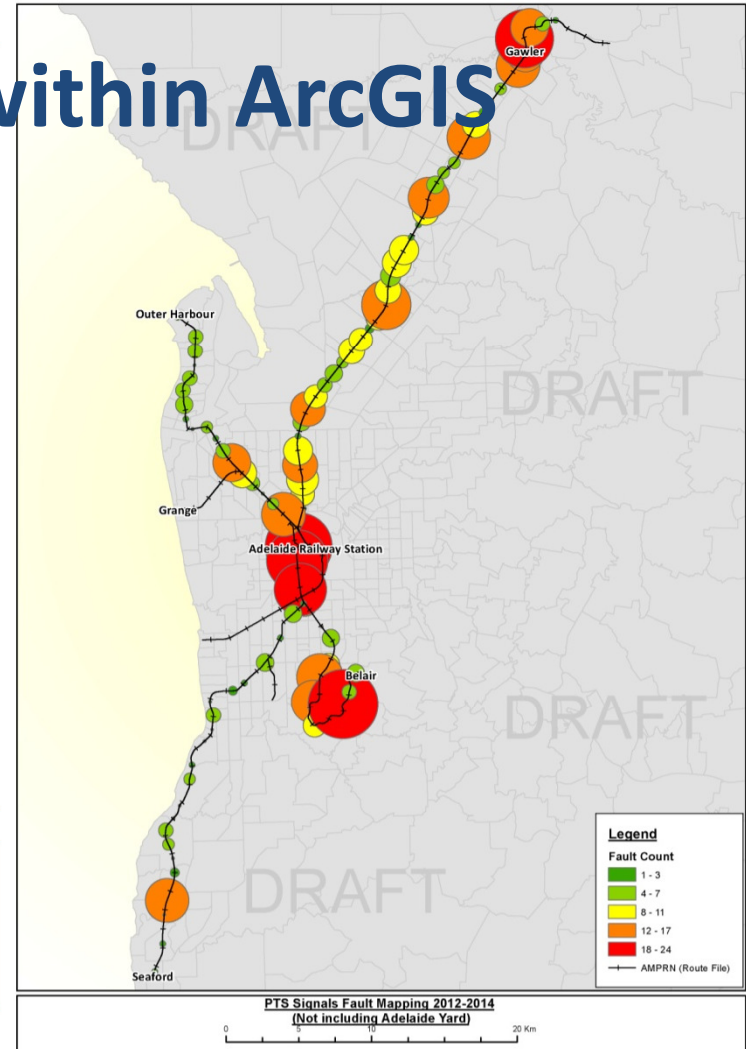 within ArcGIS
DRAFT
Gawler
Outer Harbour
DRAFT
Grange
Adelaide Railway Station
Belair
DRAFT
DRAFT
Seaford
Legend
Fault Count
1 - 3
4 - 7
8 - 11
12 - 17
18 - 24
AMPRN (Route File)
PTS Signals Fault Mapping 2012-2014
(Not including Adelaide Yard)
0 5 10 20 Km